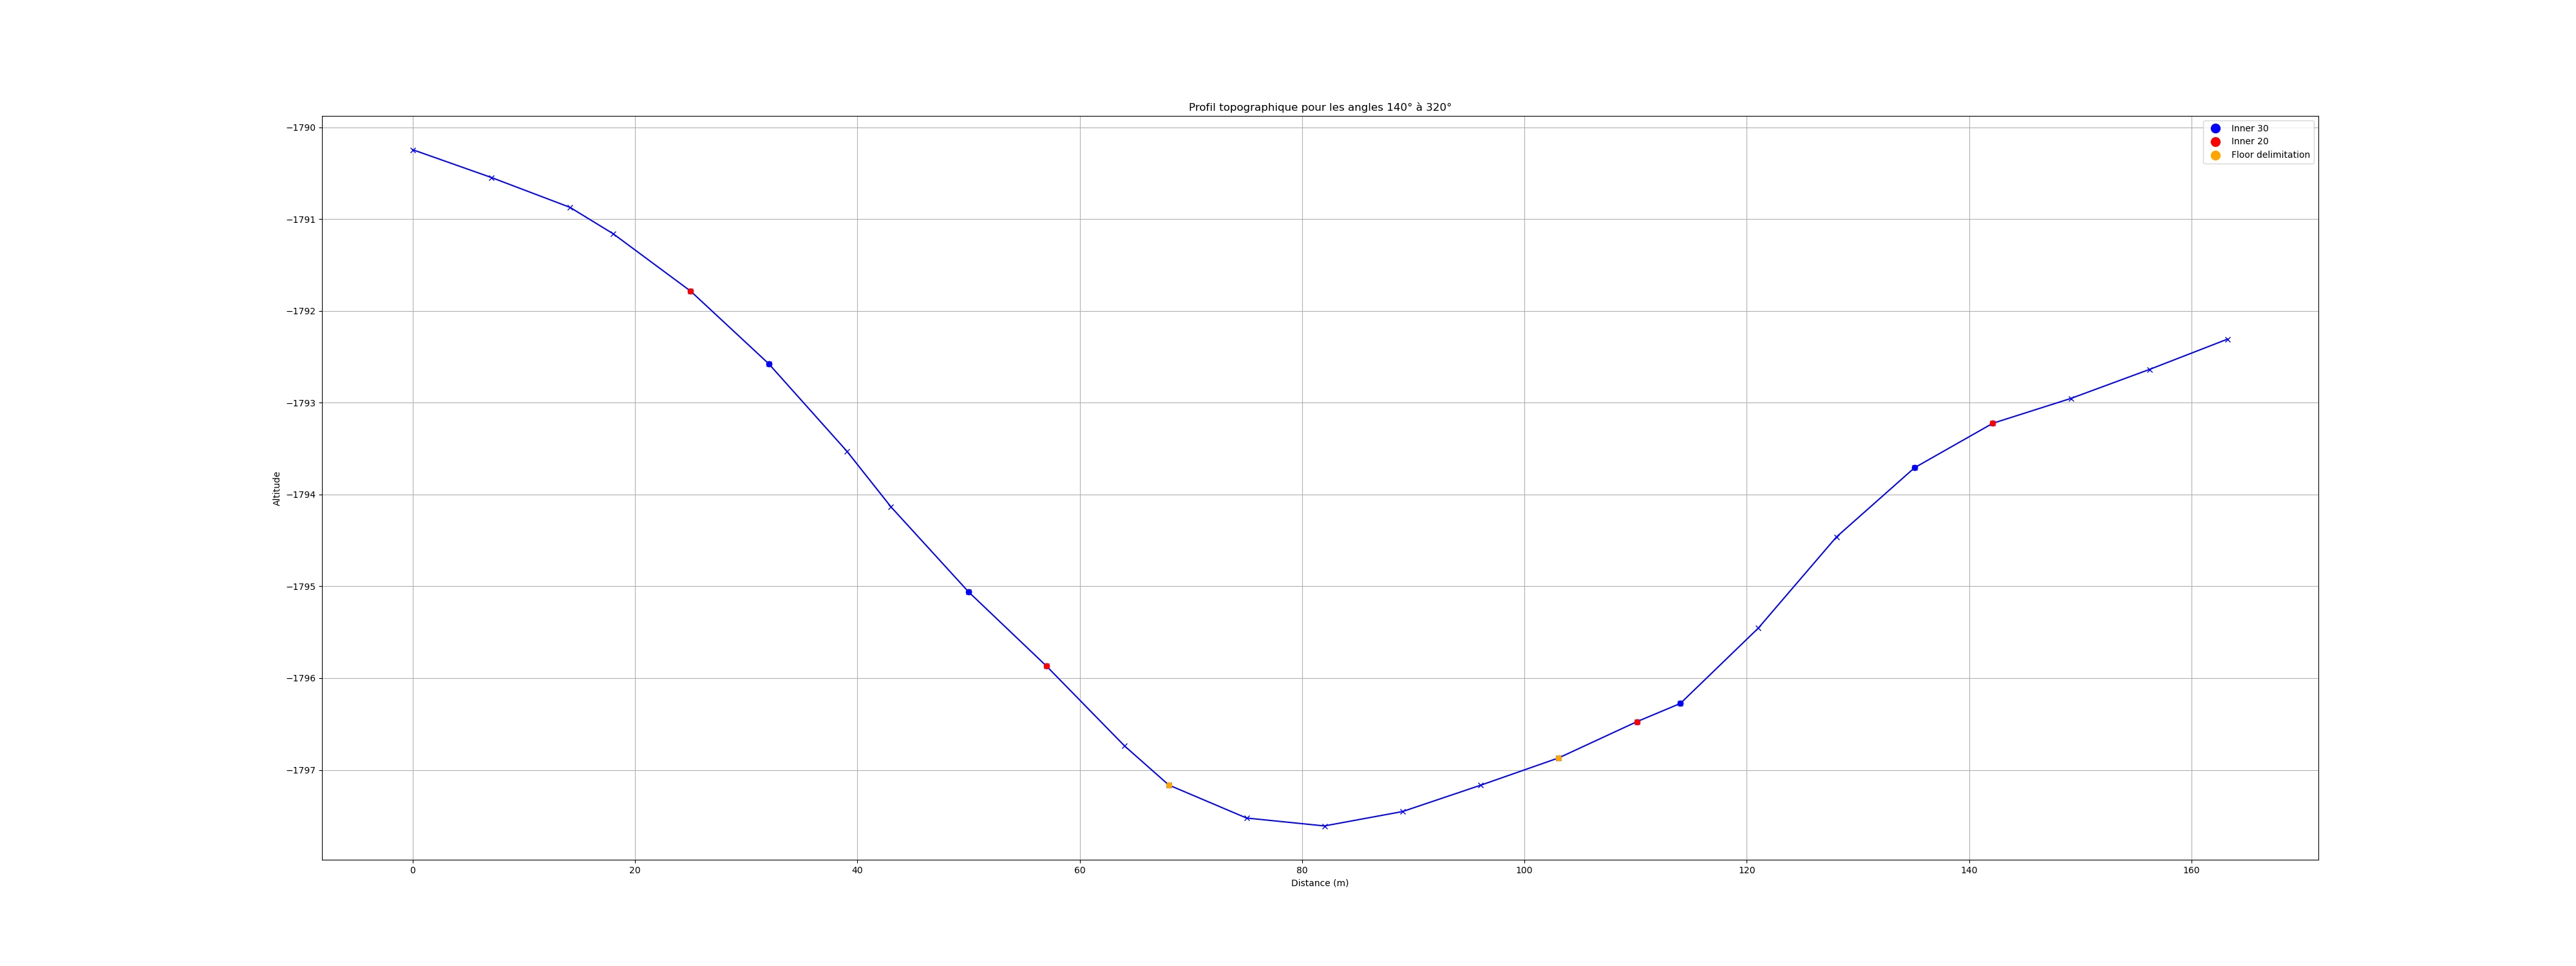 Profil topographique pour les angles 140° à 320°
Inner 30
Inner 20
Floor delimitation
−1790
−1791
−1792
−1793
−1794
−1795
−1796
−1797
Altitude
0 20 40 60 80 100 120 140 160
Distance (m)